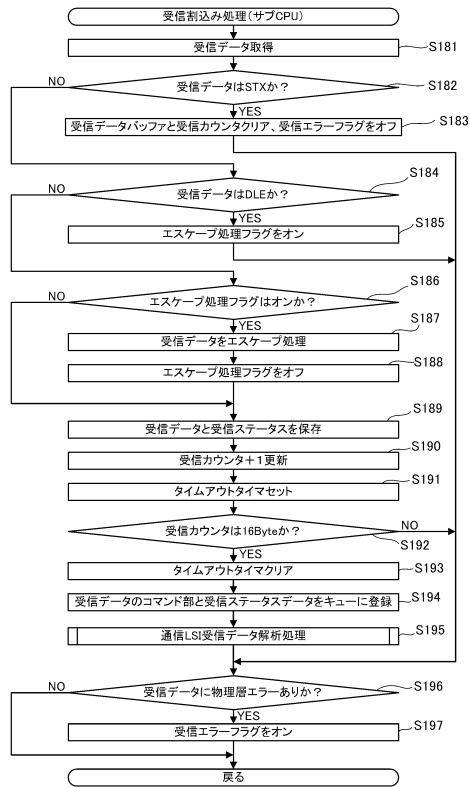 受信割込み処理(サブCPU)
受信データ取得
S181
受信データはSTXか?
S182
NO
YES
受信データバッファと受信カウンタクリア、受信エラーフラグをオフ
S183
受信データはDLEか?
S184
NO
YES
エスケープ処理フラグをオン
S185
エスケープ処理フラグはオンか?
S186
NO
YES
受信データをエスケープ処理
S187
エスケープ処理フラグをオフ
S188
受信データと受信ステータスを保存
S189
受信カウンタ+1更新
S190
タイムアウトタイマセット
S191
受信カウンタは16Byteか?
NO
S192
YES
タイムアウトタイマクリア
S193
受信データのコマンド部と受信ステータスデータをキューに登録
S194
通信LSI受信データ解析処理
S195
受信データに物理層エラーありか?
S196
NO
YES
受信エラーフラグをオン
S197
戻る